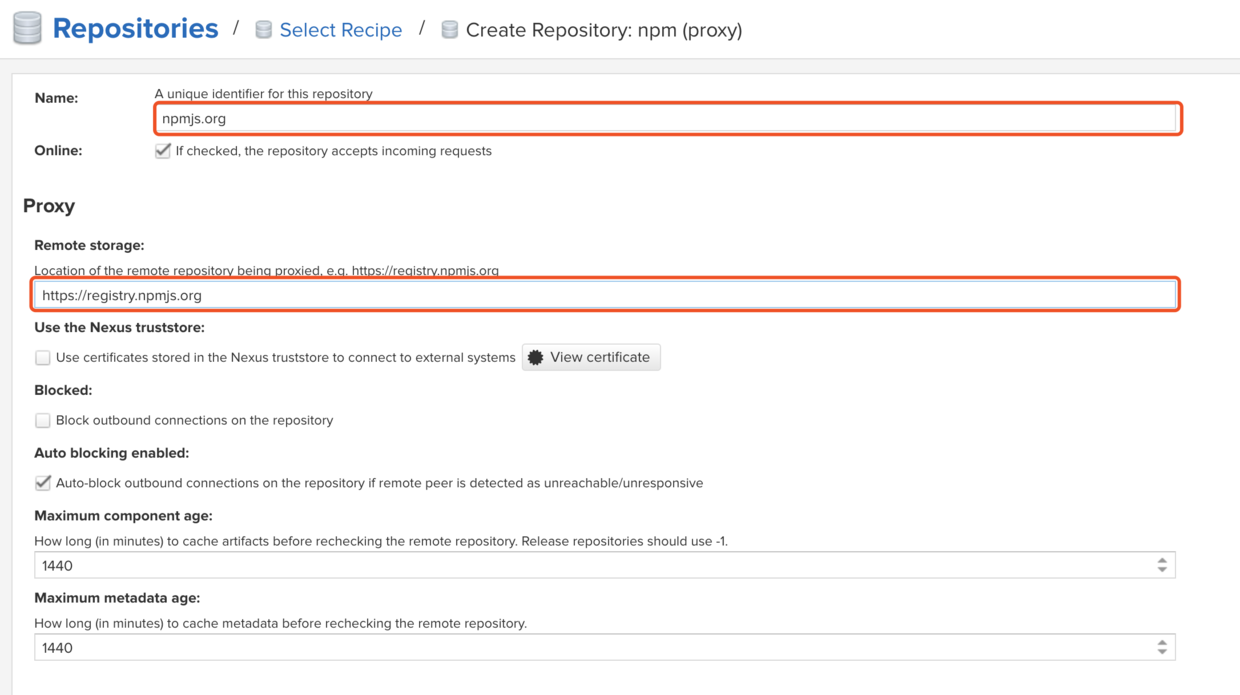 Repositories / Select Recipe / Create Repository: npm (proxy)
Name:
A unique identifier for this repository
npmjs.org
Online:
If checked, the repository accepts incoming requests
Proxy
Remote storage:
Location of the remote repository being proxied, e.g. https://registry.npmjs.org
https://registry.npmjs.org
Use the Nexus truststore:
Use certificates stored in the Nexus truststore to connect to external systems View certificate
Blocked:
Block outbound connections on the repository
Auto blocking enabled:
Auto-block outbound connections on the repository if remote peer is detected as unreachable/unresponsive
Maximum component age:
How long (in minutes) to cache artifacts before rechecking the remote repository. Release repositories should use -1.
1440
Maximum metadata age:
How long (in minutes) to cache metadata before rechecking the remote repository.
1440